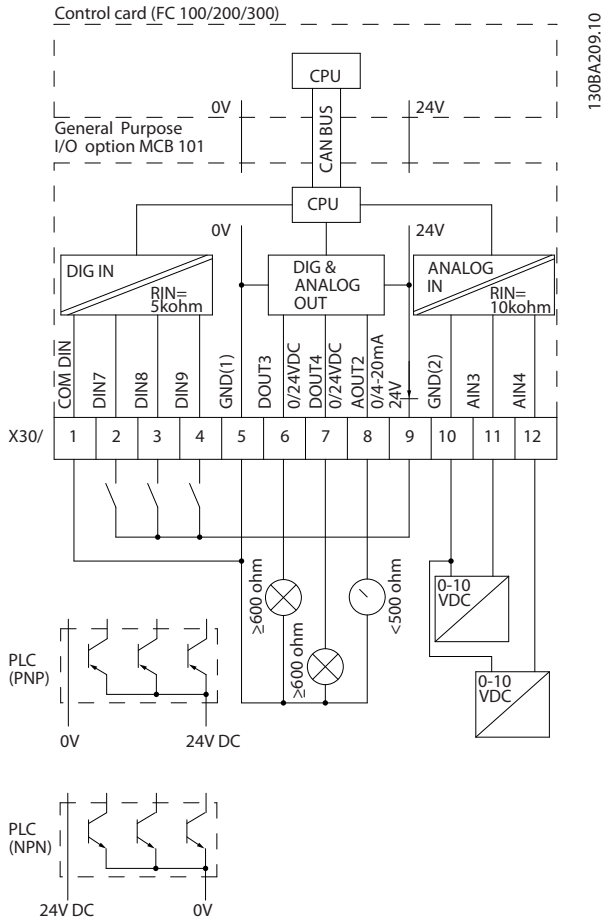 Control card (FC 100/200/300)
130BA209.10
CPU
0V
24V
General Purpose
I/O option MCB 101
CAN BUS
CPU
0V
24V
DIG IN
RIN=
5kohm
DIG &
ANALOG
OUT
ANALOG
IN
RIN=
10kohm
COM DIN
DIN7
DIN8
DIN9
GND(1)
DOUT3
0/24VDC
DOUT4
0/24VDC
AOUT2
0/4-20mA
24V
GND(2)
AIN3
AIN4
X30/ 1 2 3 4 5 6 7 8 9 10 11 12
≥600 ohm
≥600 ohm
<500 ohm
0-10
VDC
0-10
VDC
PLC
(PNP)
0V
24V DC
PLC
(NPN)
24V DC
0V